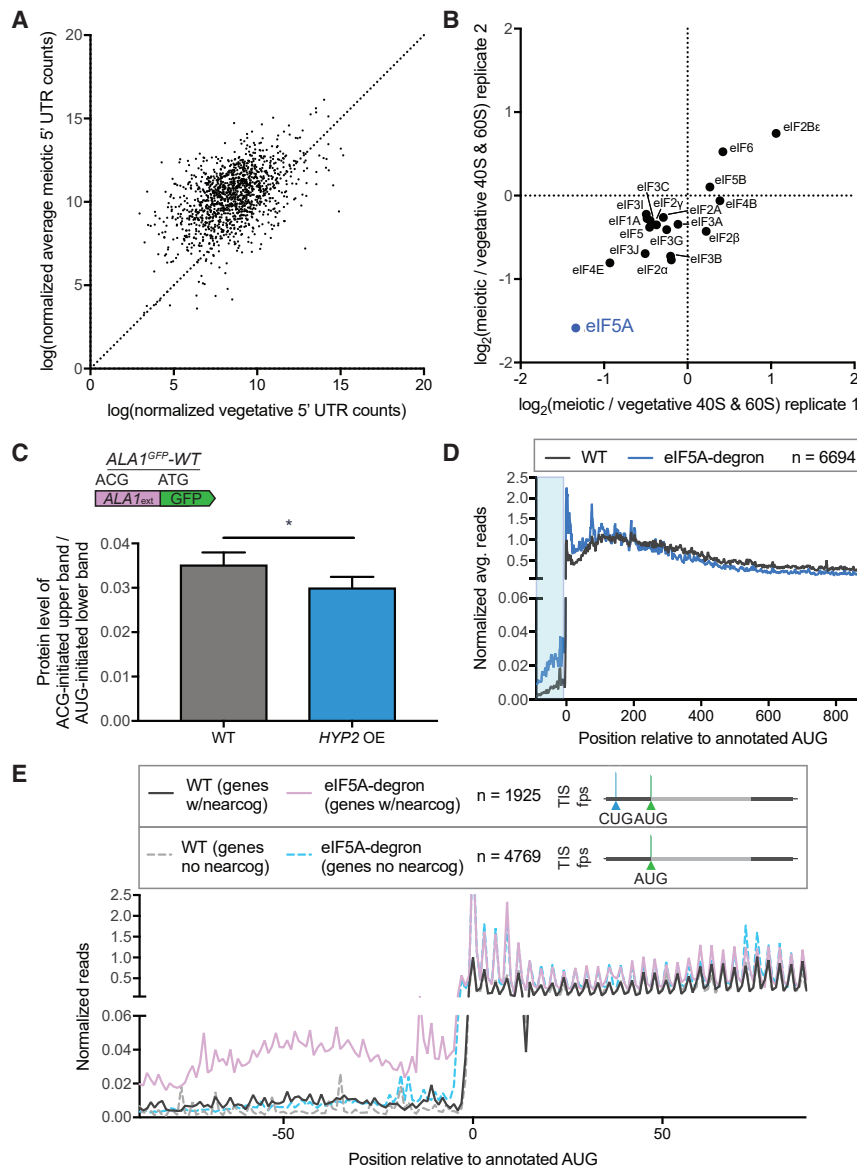 A
20
15
10
5
0
0
5
10
15
20
log(normalized average meiotic 5' UTR counts)
log(normalized vegetative 5' UTR counts)
B
2
1
0
-1
-2
-2
-1
0
1
2
log2(meiotic / vegetative 40S & 60S) replicate 2
log2(meiotic / vegetative 40S & 60S) replicate 1
eIF2Bε
eIF6
eIF5B
eIF3C
eIF2γ
eIF3I
eIF2A
eIF4B
eIF1A
eIF3A
eIF5
eIF3G
eIF2β
eIF3J
eIF3B
eIF4E
eIF2α
eIF5A
C
ALA1GFP-WT
ACG ATG
ALA1ext GFP
*
0.04
0.03
0.02
0.01
0.00
Protein level of
ACG-initiated upper band /
AUG-initiated lower band
WT
HYP2 OE
D
WT eIF5A-degron n = 6694
2.5
2.0
1.5
1.0
0.5
0.06
0.04
0.02
0.00
Normalized avg. reads
0
200
400
600
800
Position relative to annotated AUG
E
WT (genes
w/nearcog)
eIF5A-degron
(genes w/nearcog)
n = 1925
TIS
fps
CUG AUG
WT (genes
no nearcog)
eIF5A-degron
(genes no nearcog)
n = 4769
TIS
fps
AUG
2.5
2.0
1.5
1.0
0.5
0.06
0.04
0.02
0.00
Normalized reads
-50
0
50
Position relative to annotated AUG